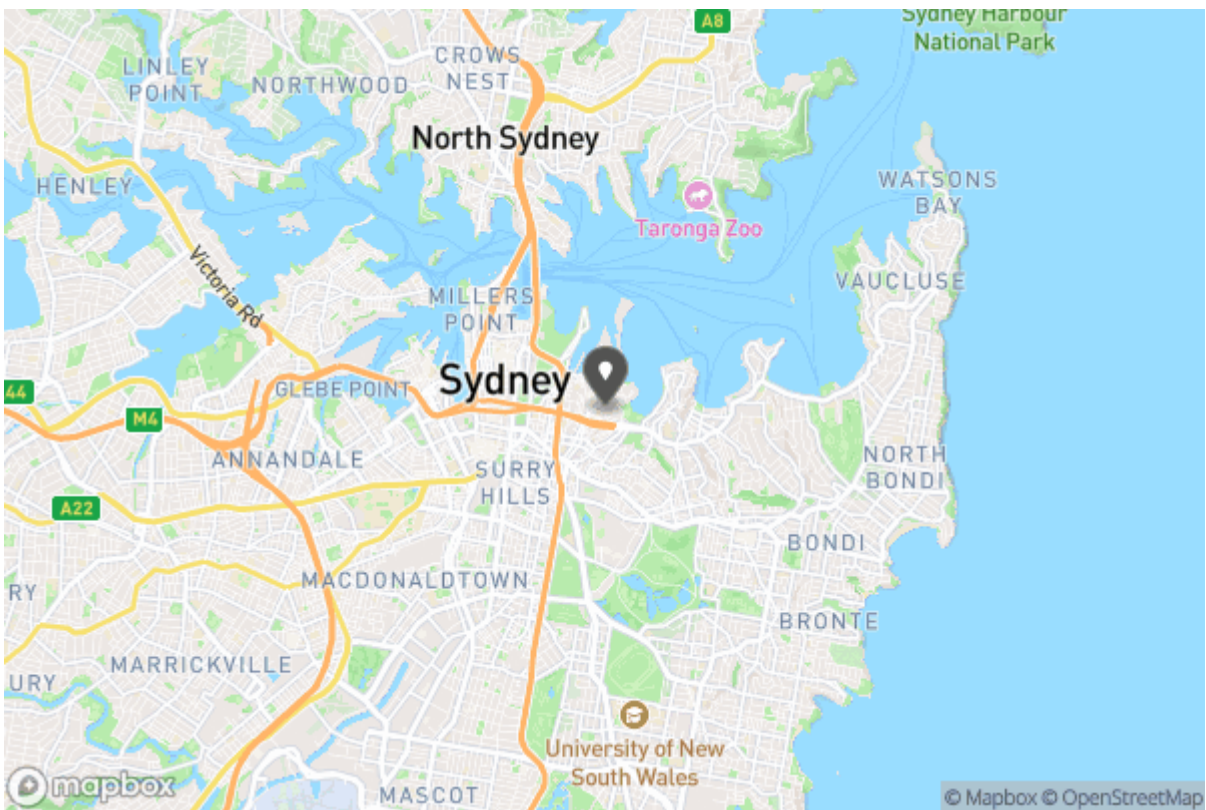 Sydney Harbour
National Park
A8
CROWS
NEST
LINLEY
POINT
NORTHWOOD
North Sydney
HENLEY
WATSONS
BAY
Taronga Zoo
Victoria Rd
VAUCLUSE
MILLERS
POINT
Sydney
GLEBE POINT
44
M4
ANNANDALE
SURRY
HILLS
NORTH
BONDI
A22
BONDI
MACDONALDTOWN
RY
BRONTE
MARRICKVILLE
URY
University of New
South Wales
MASCOT
mapbox
© Mapbox © OpenStreetMap